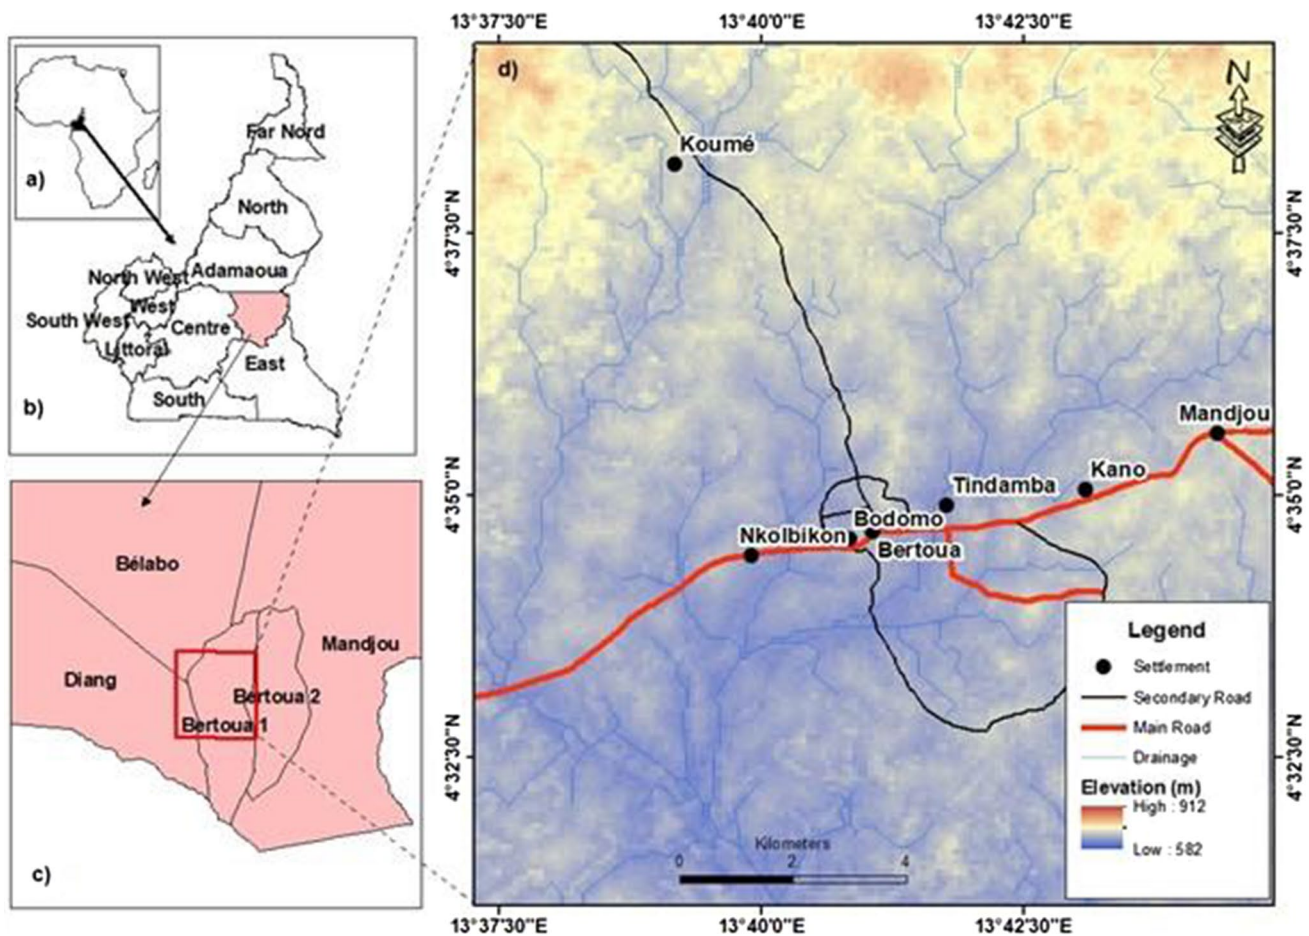 a)
Far Nord
North
Adamaoua
North West
West
South West
Centre
Littoral
East
South
b)
Bélabo
Mandjou
Diang
Bertoua 2
Bertoua 1
c)
13°37'30"E
13°40'0"E
13°42'30"E
d)
N
Koumé
4°37'30"N
4°37'30"N
Mandjou
Kano
Tindamba
4°35'0"N
4°35'0"N
Bodomo
Nkolbikon
Bertoua
4°32'30"N
4°32'30"N
Legend
Settlement
Secondary Road
Main Road
Drainage
Elevation (m)
High : 912
Low : 582
Kilometers
0 2 4
13°37'30"E
13°40'0"E
13°42'30"E